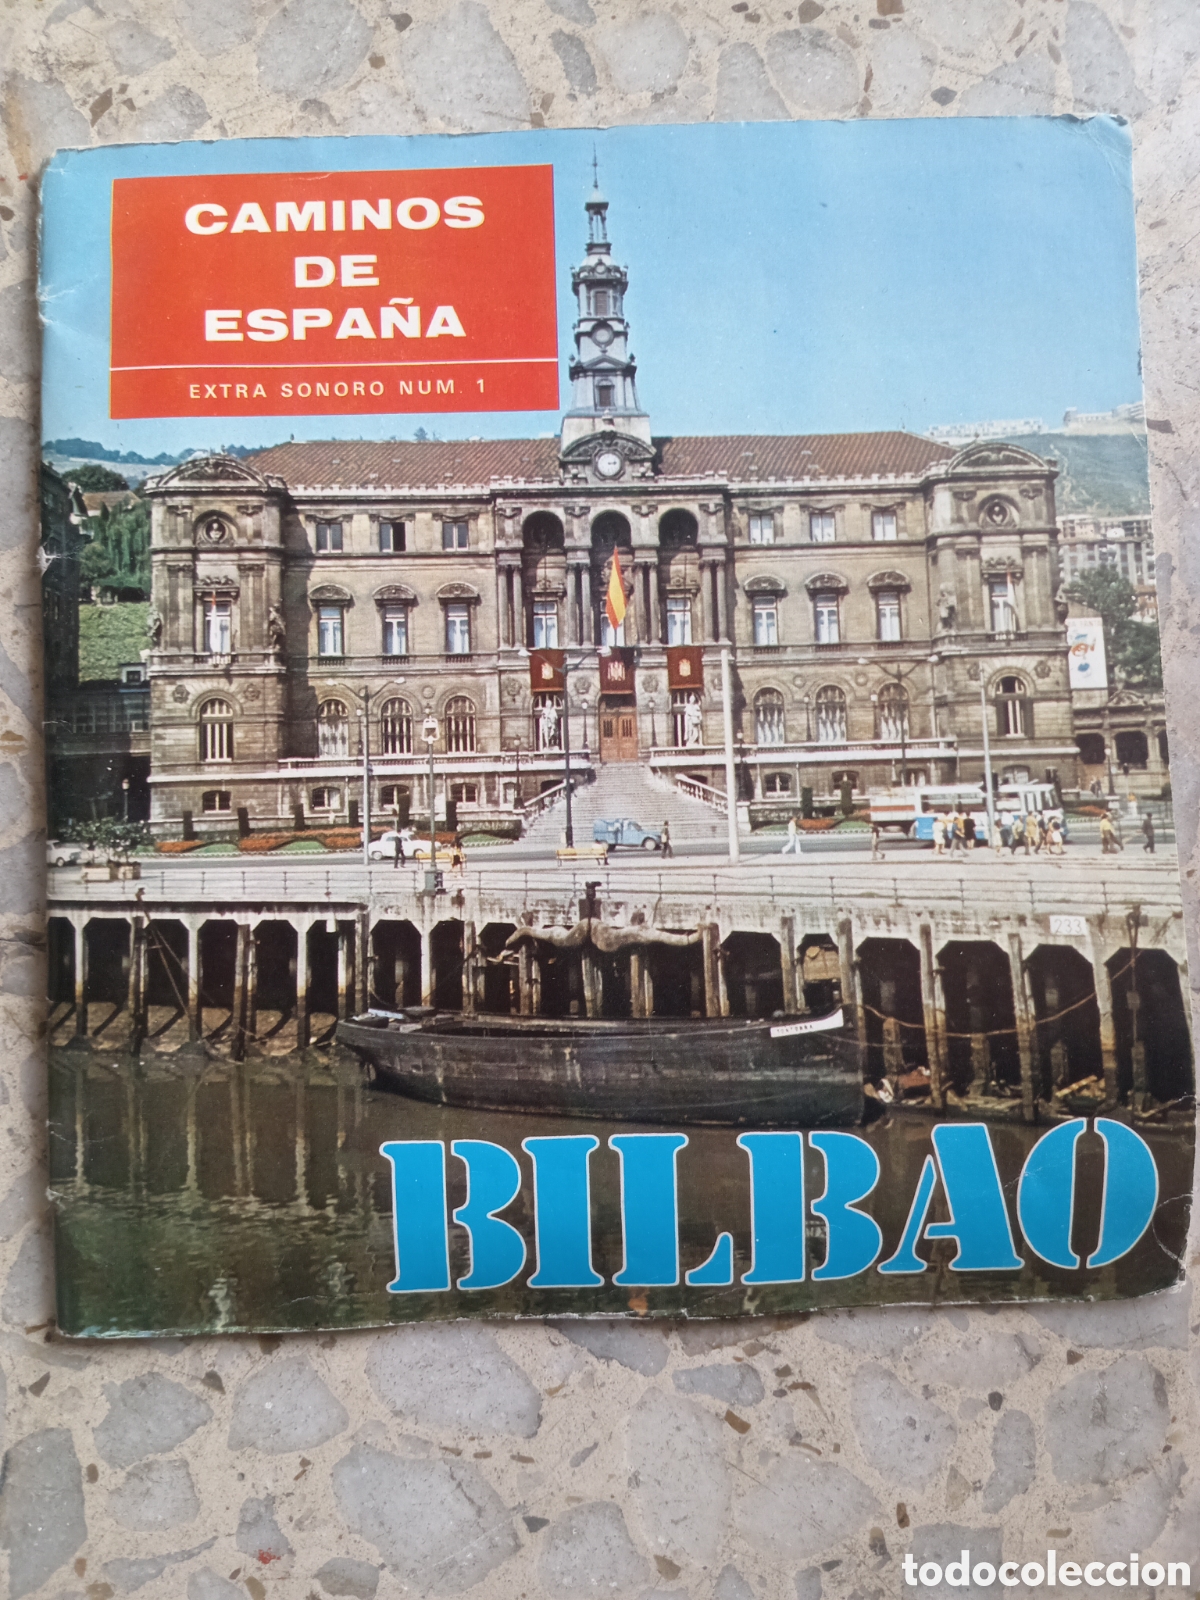 CAMINOS
DE
ESPAÑA
EXTRA SONORO NUM. 1
233
BILBAO
todocoleccion